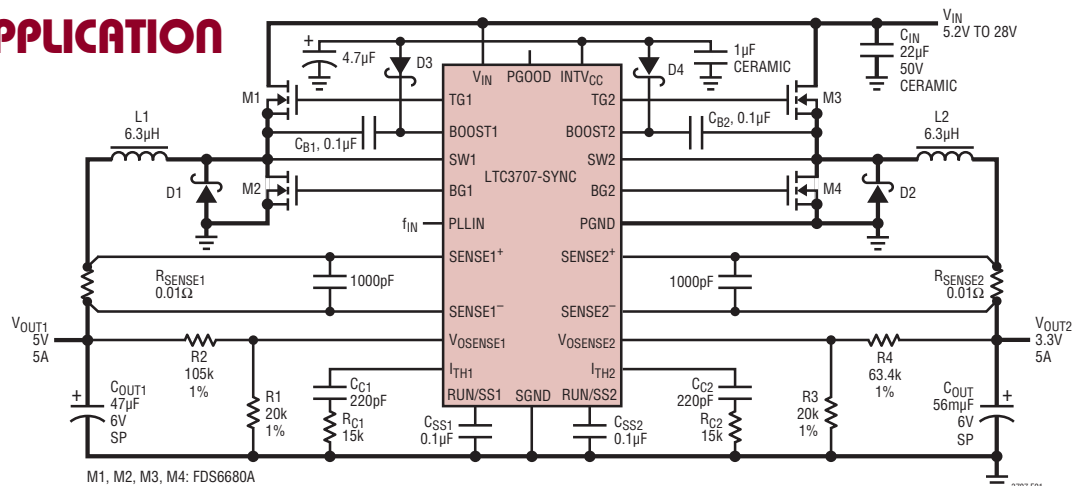 PPLICATION
V_IN
5.2V TO 28V
C_IN
22µF
50V
CERAMIC
+
4.7µF
D3
D4
1µF
CERAMIC
V_IN
PGOOD
INTV_CC
M1
TG1
TG2
M3
L1
6.3µH
L2
6.3µH
C_B1, 0.1µF
BOOST1
BOOST2
C_B2, 0.1µF
SW1
SW2
LTC3707-SYNC
D1
M2
BG1
BG2
M4
D2
f_IN
PLLIN
PGND
SENSE1+
SENSE2+
R_SENSE1
0.01Ω
1000pF
1000pF
R_SENSE2
0.01Ω
SENSE1–
SENSE2–
V_OUT1
5V
5A
V_OSENSE1
V_OSENSE2
V_OUT2
3.3V
5A
R2
105k
1%
R4
63.4k
1%
I_TH1
I_TH2
+
C_OUT1
47µF
6V
SP
R1
20k
1%
C_C1
220pF
R_C1
15k
RUN/SS1
SGND
RUN/SS2
C_SS1
0.1µF
C_SS2
0.1µF
C_C2
220pF
R_C2
15k
R3
20k
1%
C_OUT
56mµF
6V
SP
+
M1, M2, M3, M4: FDS6680A